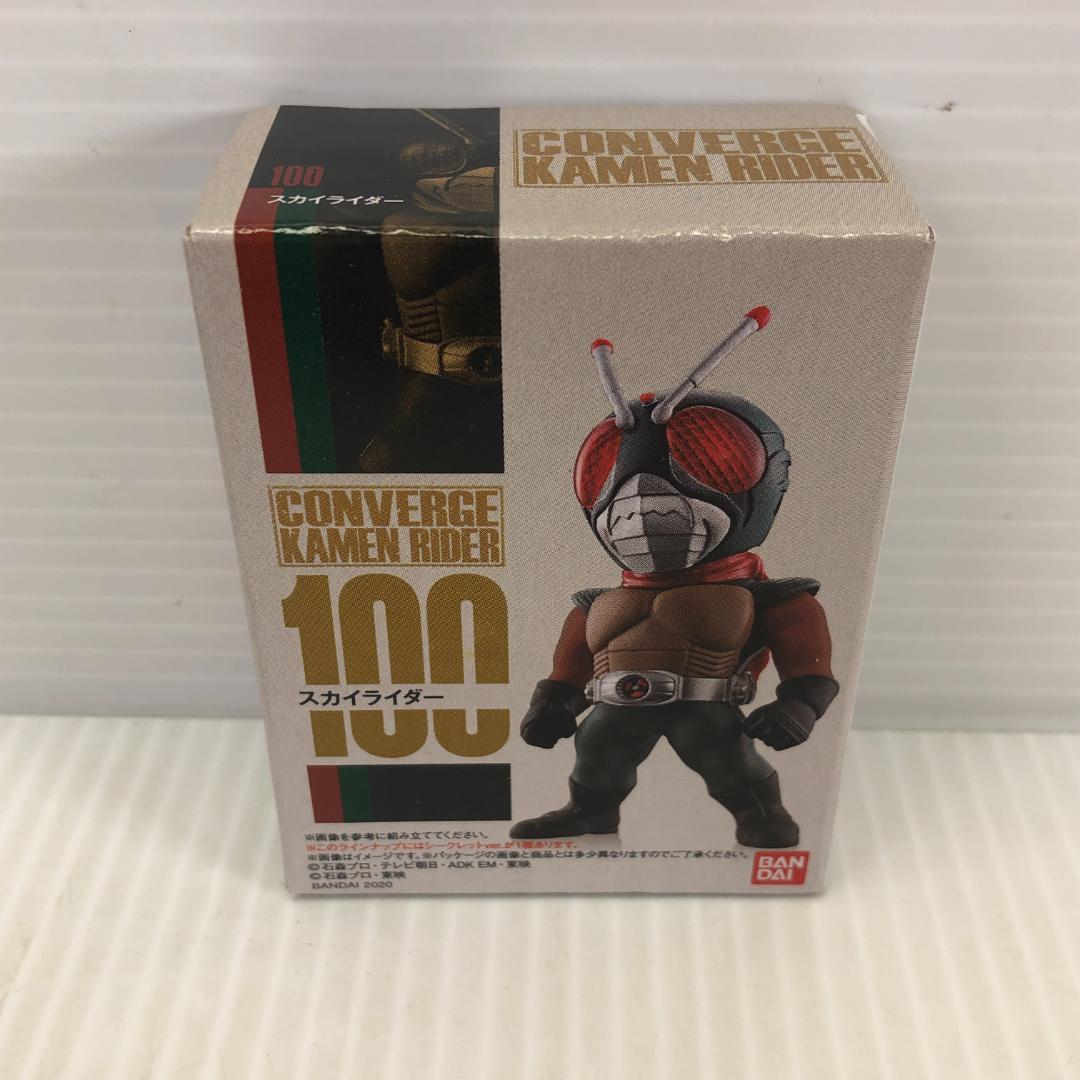 100
スカイライダー
CONVERGE
KAMEN RIDER
CONVERGE
KAMEN RIDER
100
スカイライダー
※画像を参考に組み立ててください。
※このラインナップにはシークレットver.が1種あります。
※画像はイメージです。※パッケージの画像と商品とは多少異なりますのでご了承ください。
©石森プロ・テレビ朝日・ADK EM・東映
©石森プロ・東映
BANDAI 2020
BAN
DAI